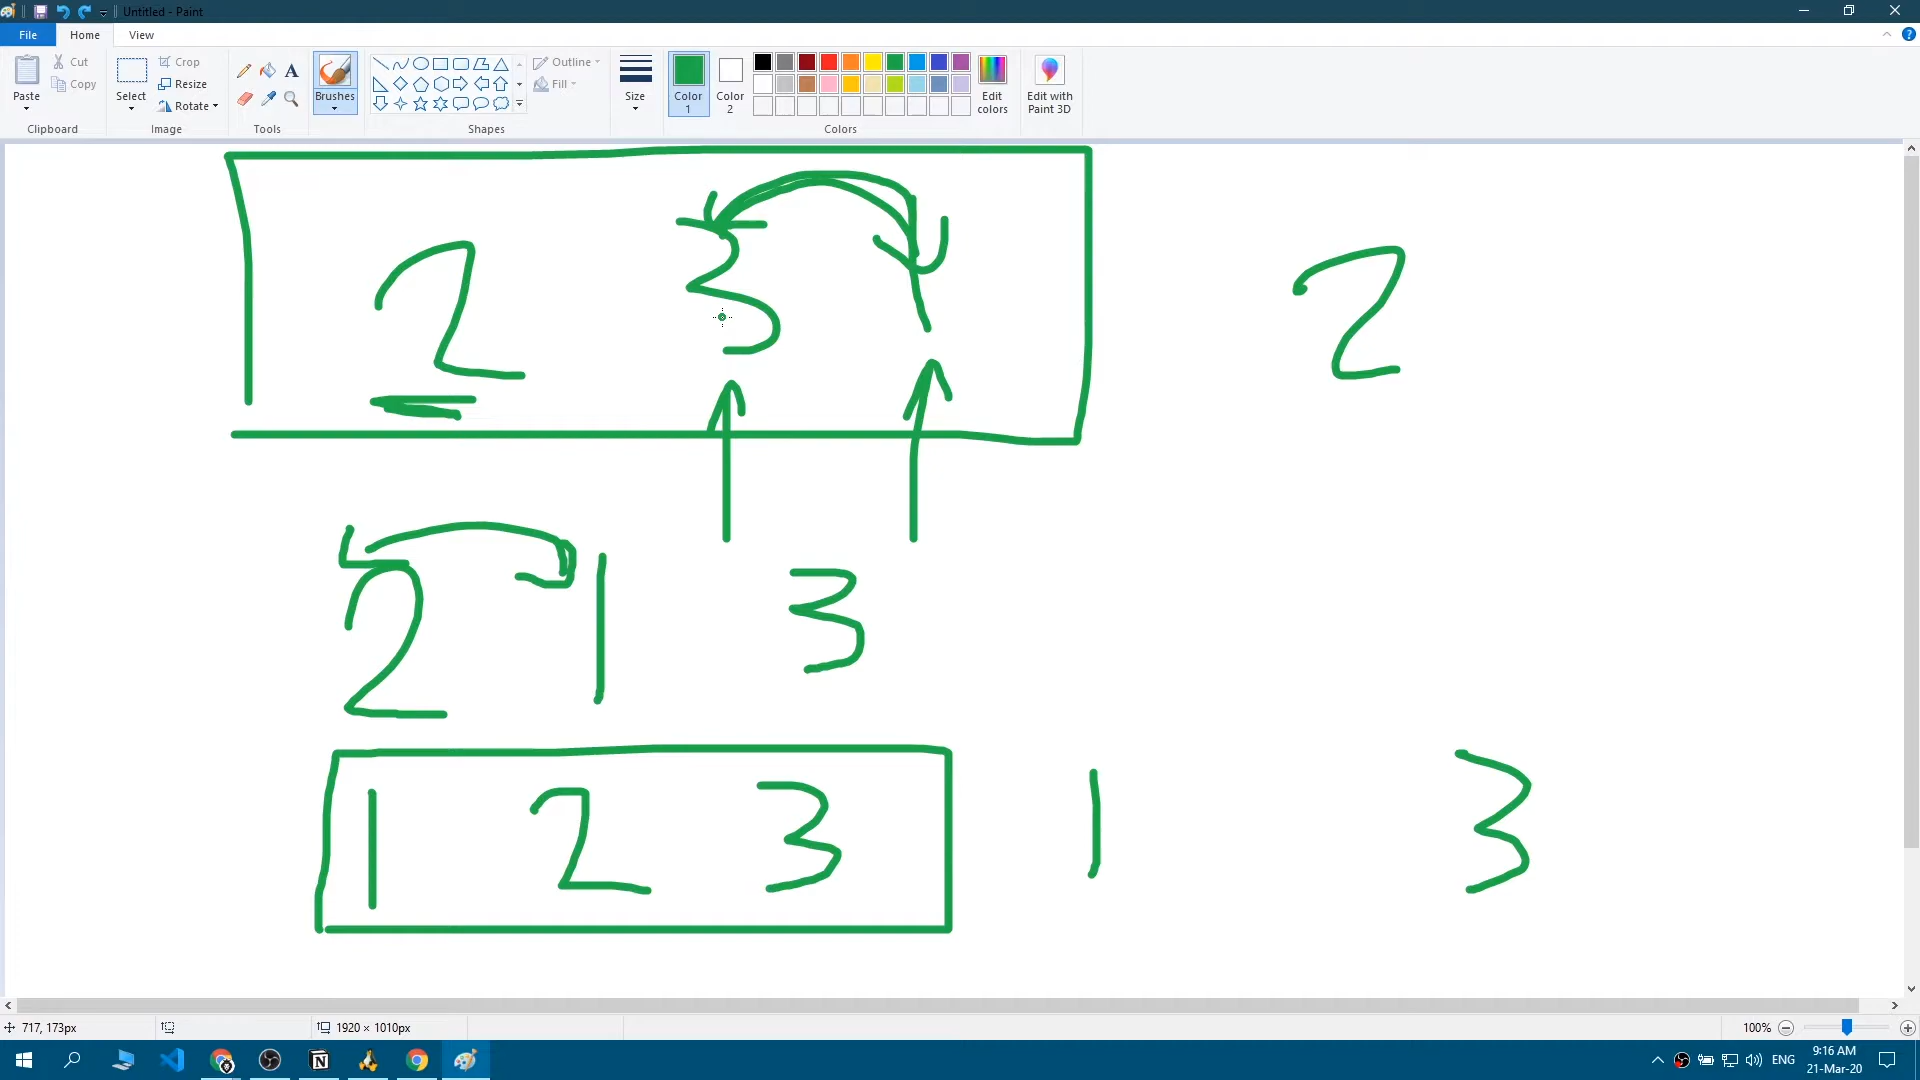 Untitled - Paint
File Home View
Paste
Cut
Copy
Clipboard
Select
Crop
Resize
Rotate
Image
A
Tools
Brushes
Shapes
Outline
Fill
Size
Color 1
Color 2
Edit colors
Colors
Edit with Paint 3D
2 3 1 2
2 1 3
1 2 3 1 3
717, 173px
1920 × 1010px
100%
ENG
9:16 AM
21-Mar-20